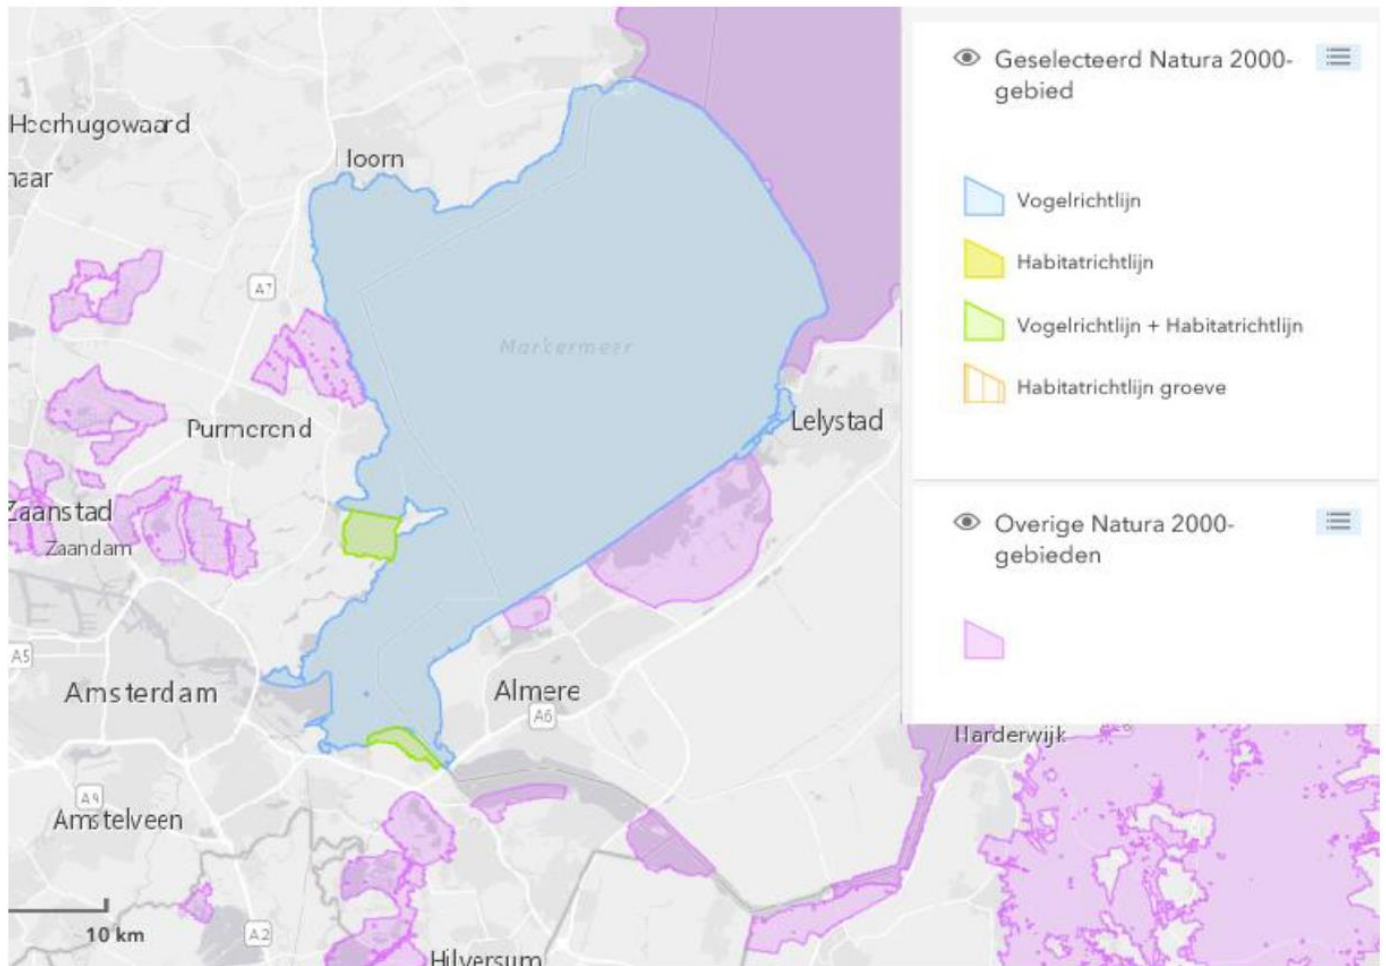 Heerhugowaard
naar
Hoorn
A7
Markermeer
Purmerend
Lelystad
Zaanstad
Zaandam
A5
Amsterdam
Almere
A6
Harderwijk
A9
Amstelveen
10 km
A2
Hilversum
Geselecteerd Natura 2000-
gebied
Vogelrichtlijn
Habitatrichtlijn
Vogelrichtlijn + Habitatrichtlijn
Habitatrichtlijn groeve
Overige Natura 2000-
gebieden